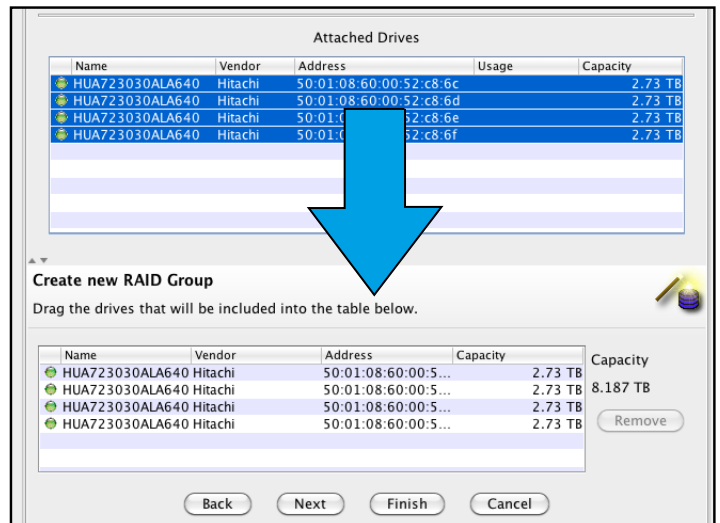 Attached Drives
Name Vendor Address Usage Capacity
HUA723030ALA640 Hitachi 50:01:08:60:00:52:c8:6c 2.73 TB
HUA723030ALA640 Hitachi 50:01:08:60:00:52:c8:6d 2.73 TB
HUA723030ALA640 Hitachi 50:01: 52:c8:6e 2.73 TB
HUA723030ALA640 Hitachi 50:01: 52:c8:6f 2.73 TB
Create new RAID Group
Drag the drives that will be included into the table below.
Name Vendor Address Capacity
HUA723030ALA640 Hitachi 50:01:08:60:00:5... 2.73 TB
HUA723030ALA640 Hitachi 50:01:08:60:00:5... 2.73 TB
HUA723030ALA640 Hitachi 50:01:08:60:00:5... 2.73 TB
HUA723030ALA640 Hitachi 50:01:08:60:00:5... 2.73 TB
Capacity
8.187 TB
Remove
Back Next Finish Cancel